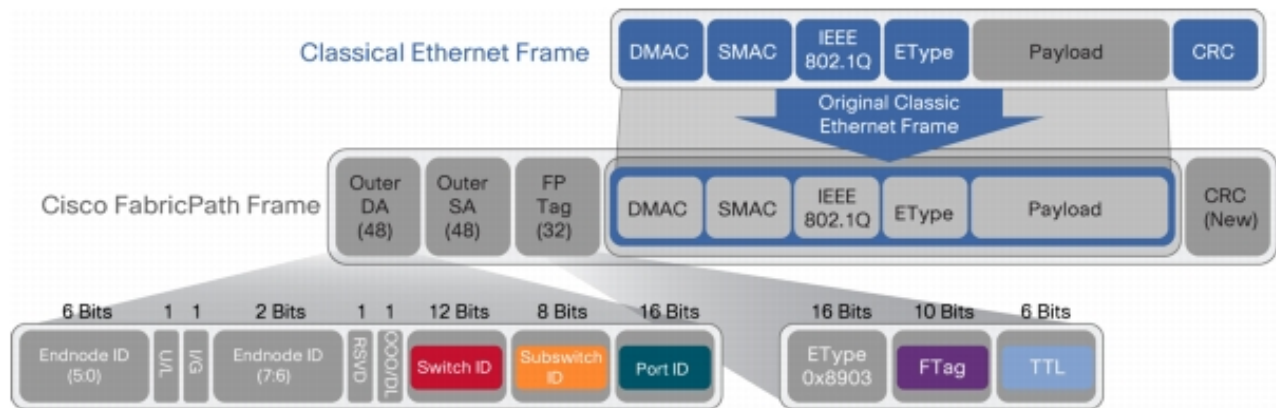 Classical Ethernet Frame
DMAC
SMAC
IEEE
802.1Q
EType
Payload
CRC
Original Classic
Ethernet Frame
Cisco FabricPath Frame
Outer
DA
(48)
Outer
SA
(48)
FP
Tag
(32)
DMAC
SMAC
IEEE
802.1Q
EType
Payload
CRC
(New)
6 Bits
1
1
2 Bits
1
1
12 Bits
8 Bits
16 Bits
Endnode ID
(5:0)
U/L
I/G
Endnode ID
(7:6)
RSVD
OOO/DL
Switch ID
Subswitch
ID
Port ID
16 Bits
10 Bits
6 Bits
EType
0x8903
FTag
TTL